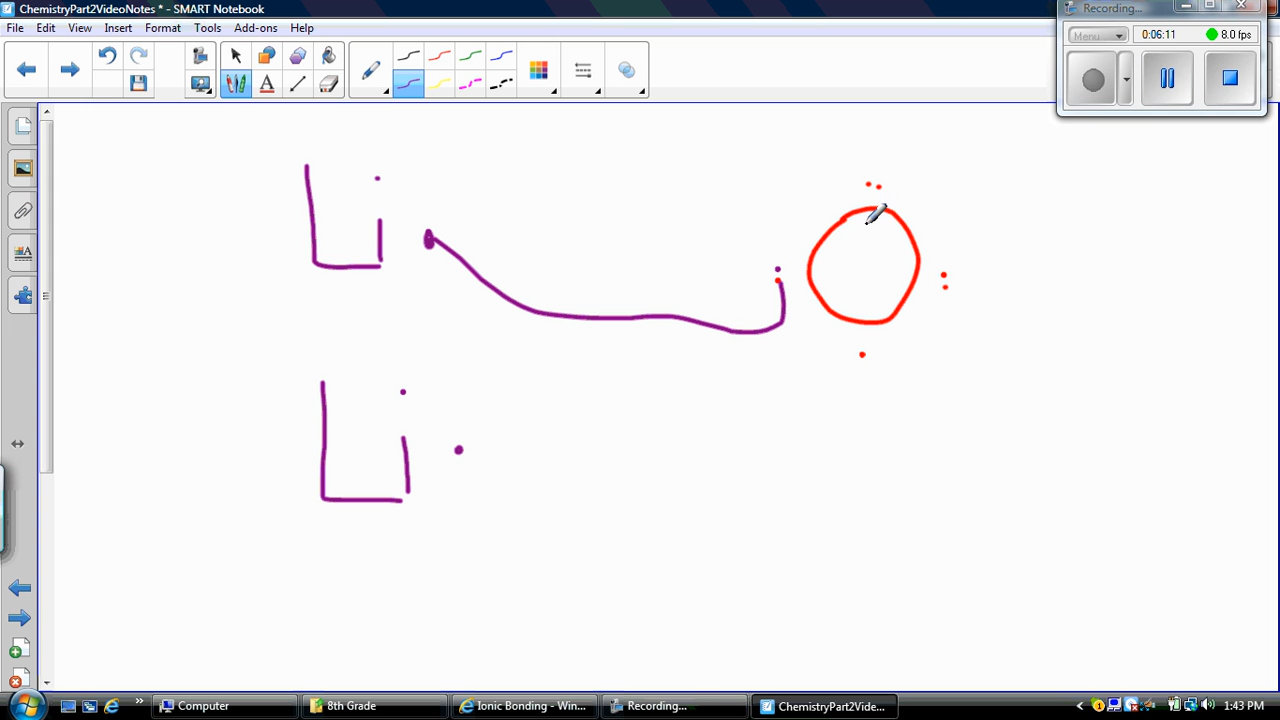 ChemistryPart2VideoNotes * - SMART Notebook
Recording...
File Edit View Insert Format Tools Add-ons Help
Menu 0:06:11 8.0 fps
A
A
Li
O
Li
Computer 8th Grade Ionic Bonding - Win... Recording... ChemistryPart2Vide... 1:43 PM